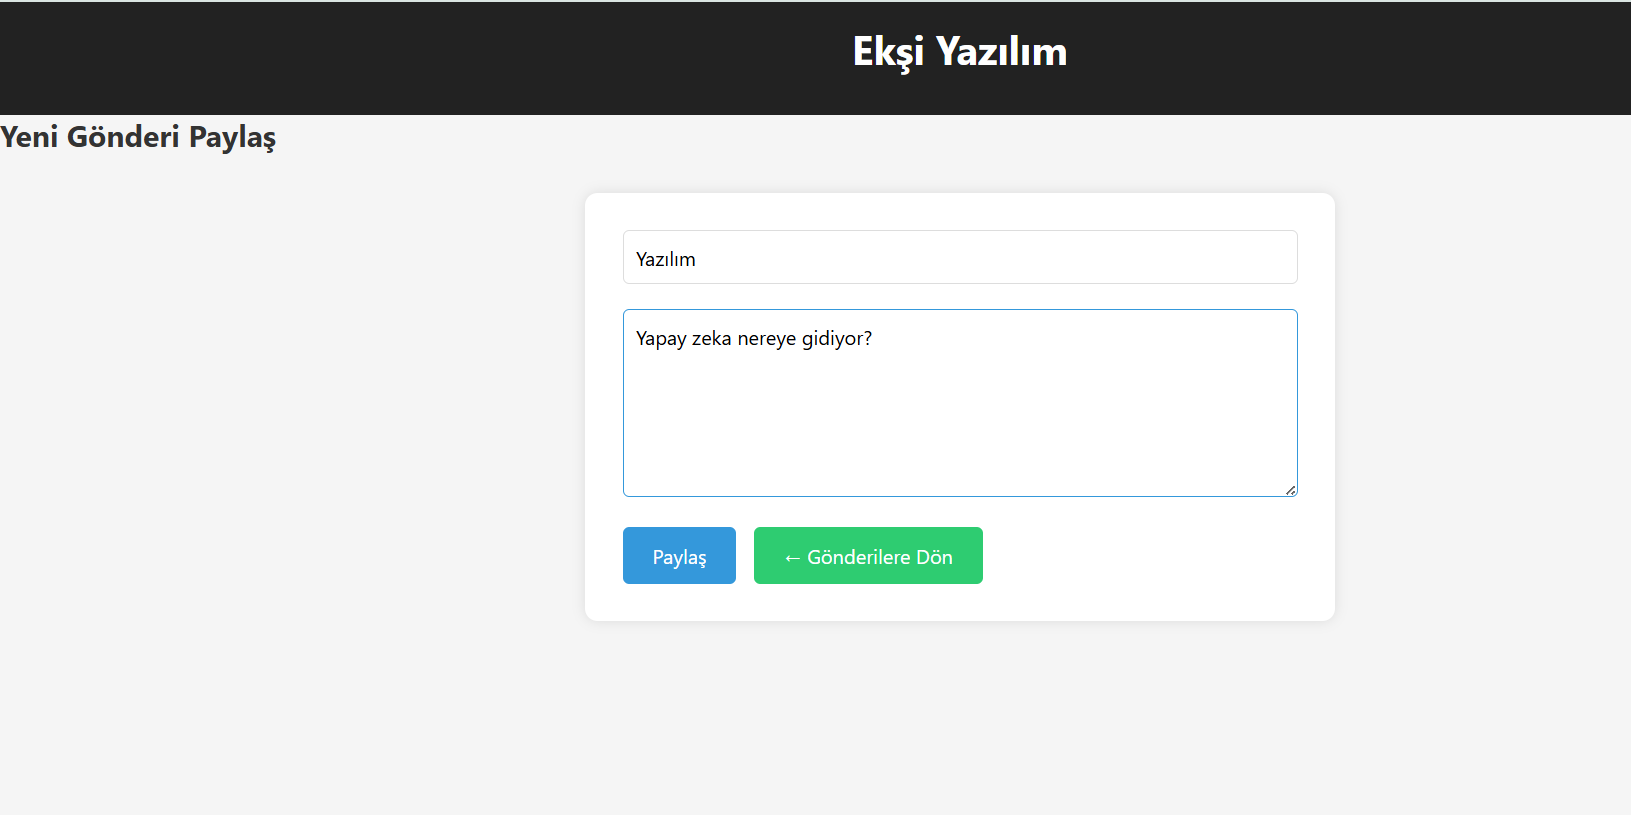 Ekşi Yazılım
Yeni Gönderi Paylaş
Yazılım
Yapay zeka nereye gidiyor?
Paylaş
← Gönderilere Dön